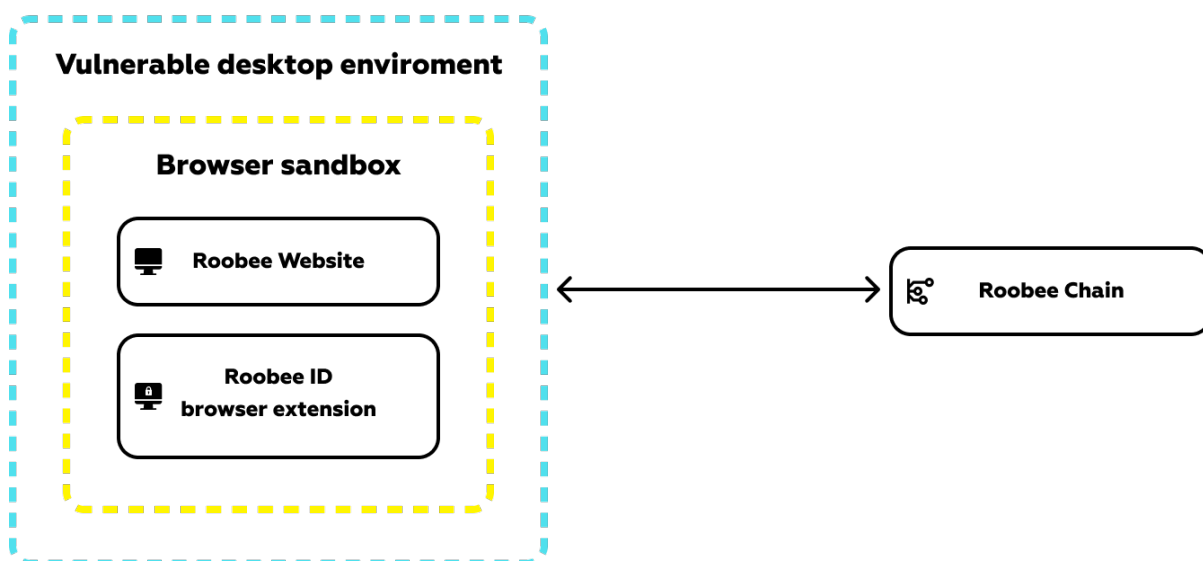 Vulnerable desktop enviroment
Browser sandbox
Roobee Website
Roobee ID
browser extension
Roobee Chain